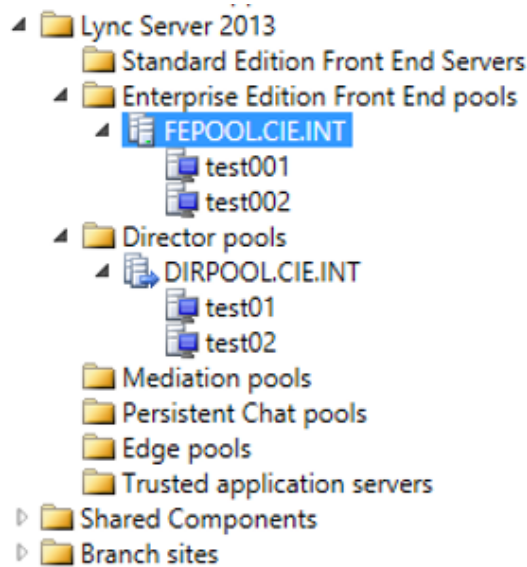 Lync Server 2013
Standard Edition Front End Servers
Enterprise Edition Front End pools
FEPOOL.CIE.INT
test001
test002
Director pools
DIRPOOL.CIE.INT
test01
test02
Mediation pools
Persistent Chat pools
Edge pools
Trusted application servers
Shared Components
Branch sites